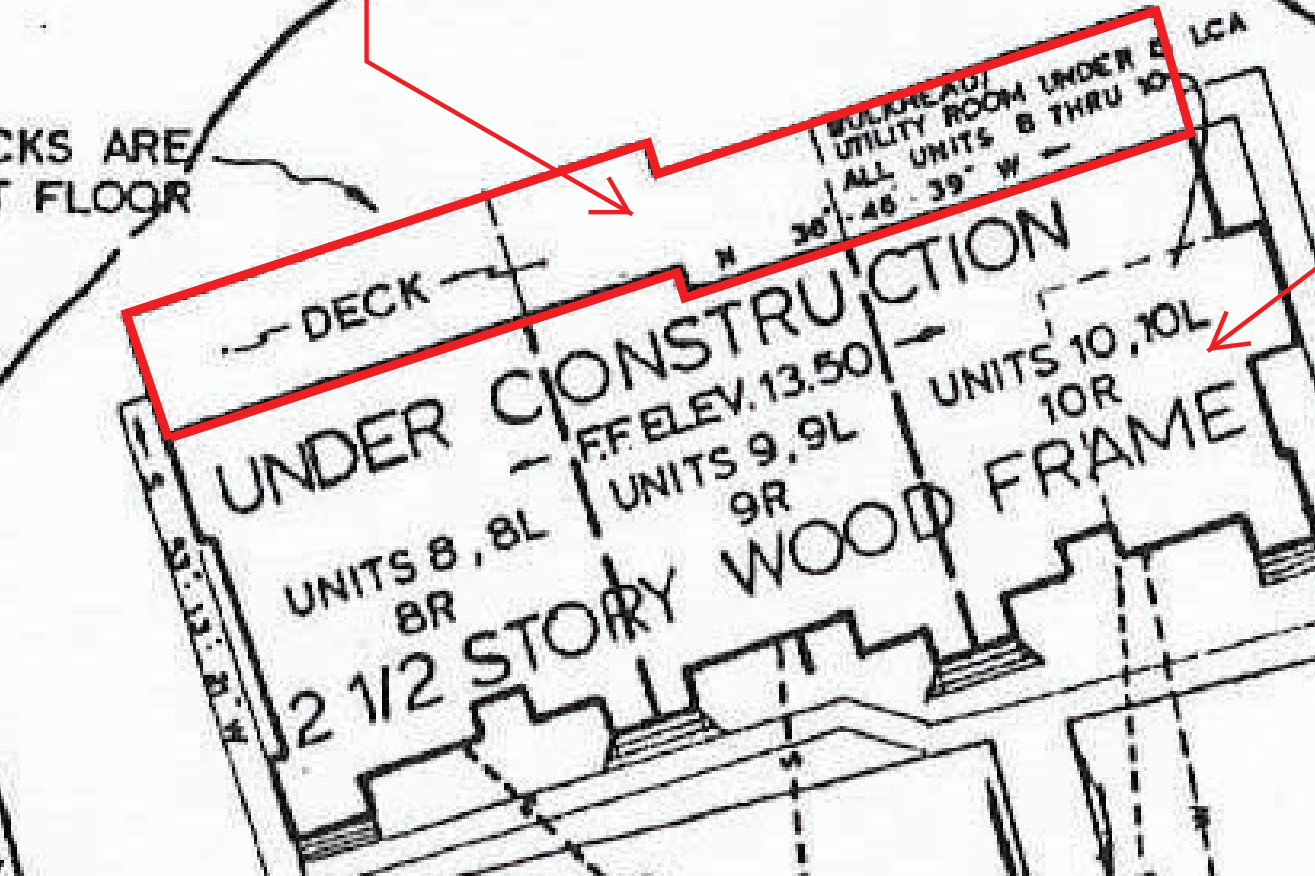 CKS ARE
T FLOOR
DECK
BULKHEAD/
UTILITY ROOM UNDER
LCA
ALL UNITS 8 THRU 10
N 36° - 46 - 39" W
UNDER CONSTRUCTION
F.F ELEV. 13.50
UNITS 8, 8L
8R
UNITS 9, 9L
9R
UNITS 10, 10L
10R
2 1/2 STORY WOOD FRAME